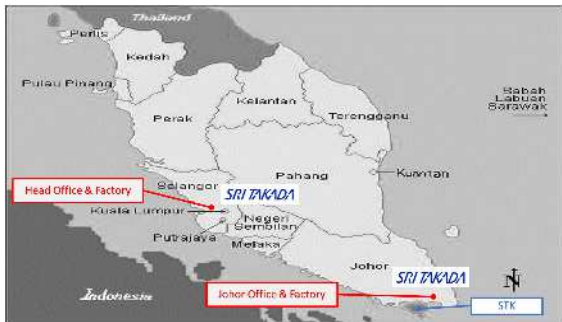 Thailand
Perlis
Kedah
Pulau Pinang
Perak
Kelantan
Terengganu
Sabah
Labuan
Sarawak
Pahang
Kuantan
Head Office & Factory
Selangor
SRI TAKADA
Kuala Lumpur
Putrajaya
Negeri
Sembilan
Melaka
Johor
SRI TAKADA
N
Indonesia
Johor Office & Factory
STK